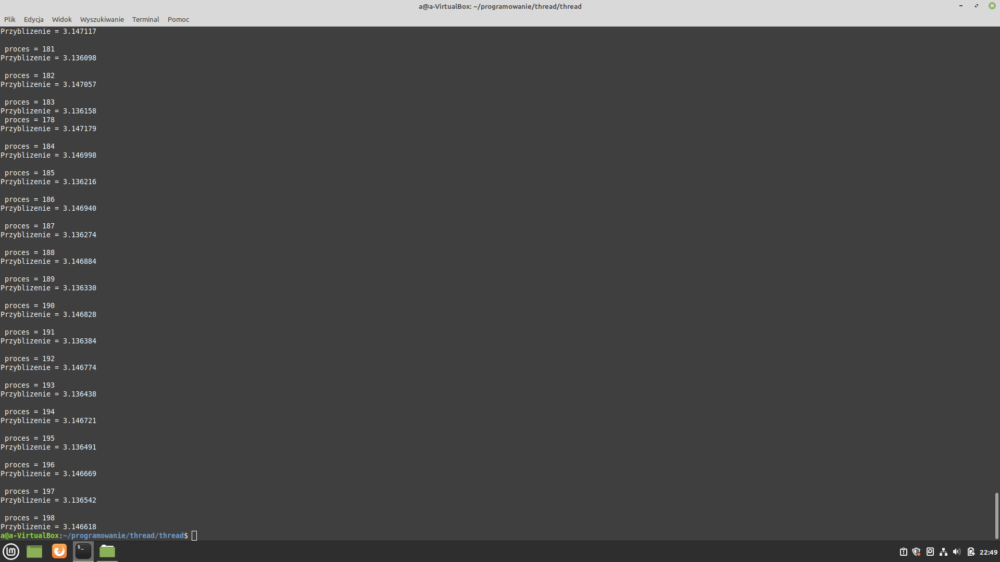 a@a-VirtualBox: ~/programowanie/thread/thread
Plik Edycja Widok Wyszukiwanie Terminal Pomoc
Przyblizenie = 3.147117
proces = 181
Przyblizenie = 3.136098
proces = 182
Przyblizenie = 3.147057
proces = 183
Przyblizenie = 3.136158
proces = 178
Przyblizenie = 3.147179
proces = 184
Przyblizenie = 3.146998
proces = 185
Przyblizenie = 3.136216
proces = 186
Przyblizenie = 3.146940
proces = 187
Przyblizenie = 3.136274
proces = 188
Przyblizenie = 3.146884
proces = 189
Przyblizenie = 3.136330
proces = 190
Przyblizenie = 3.146828
proces = 191
Przyblizenie = 3.136384
proces = 192
Przyblizenie = 3.146774
proces = 193
Przyblizenie = 3.136438
proces = 194
Przyblizenie = 3.146721
proces = 195
Przyblizenie = 3.136491
proces = 196
Przyblizenie = 3.146669
proces = 197
Przyblizenie = 3.136542
proces = 198
Przyblizenie = 3.146618
a@a-VirtualBox:~/programowanie/thread/thread$
22:49